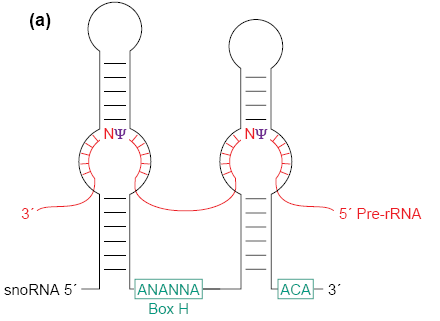 (a)
NΨ NΨ
3´ 5´ Pre-rRNA
snoRNA 5´ ANANNA ACA 3´
Box H